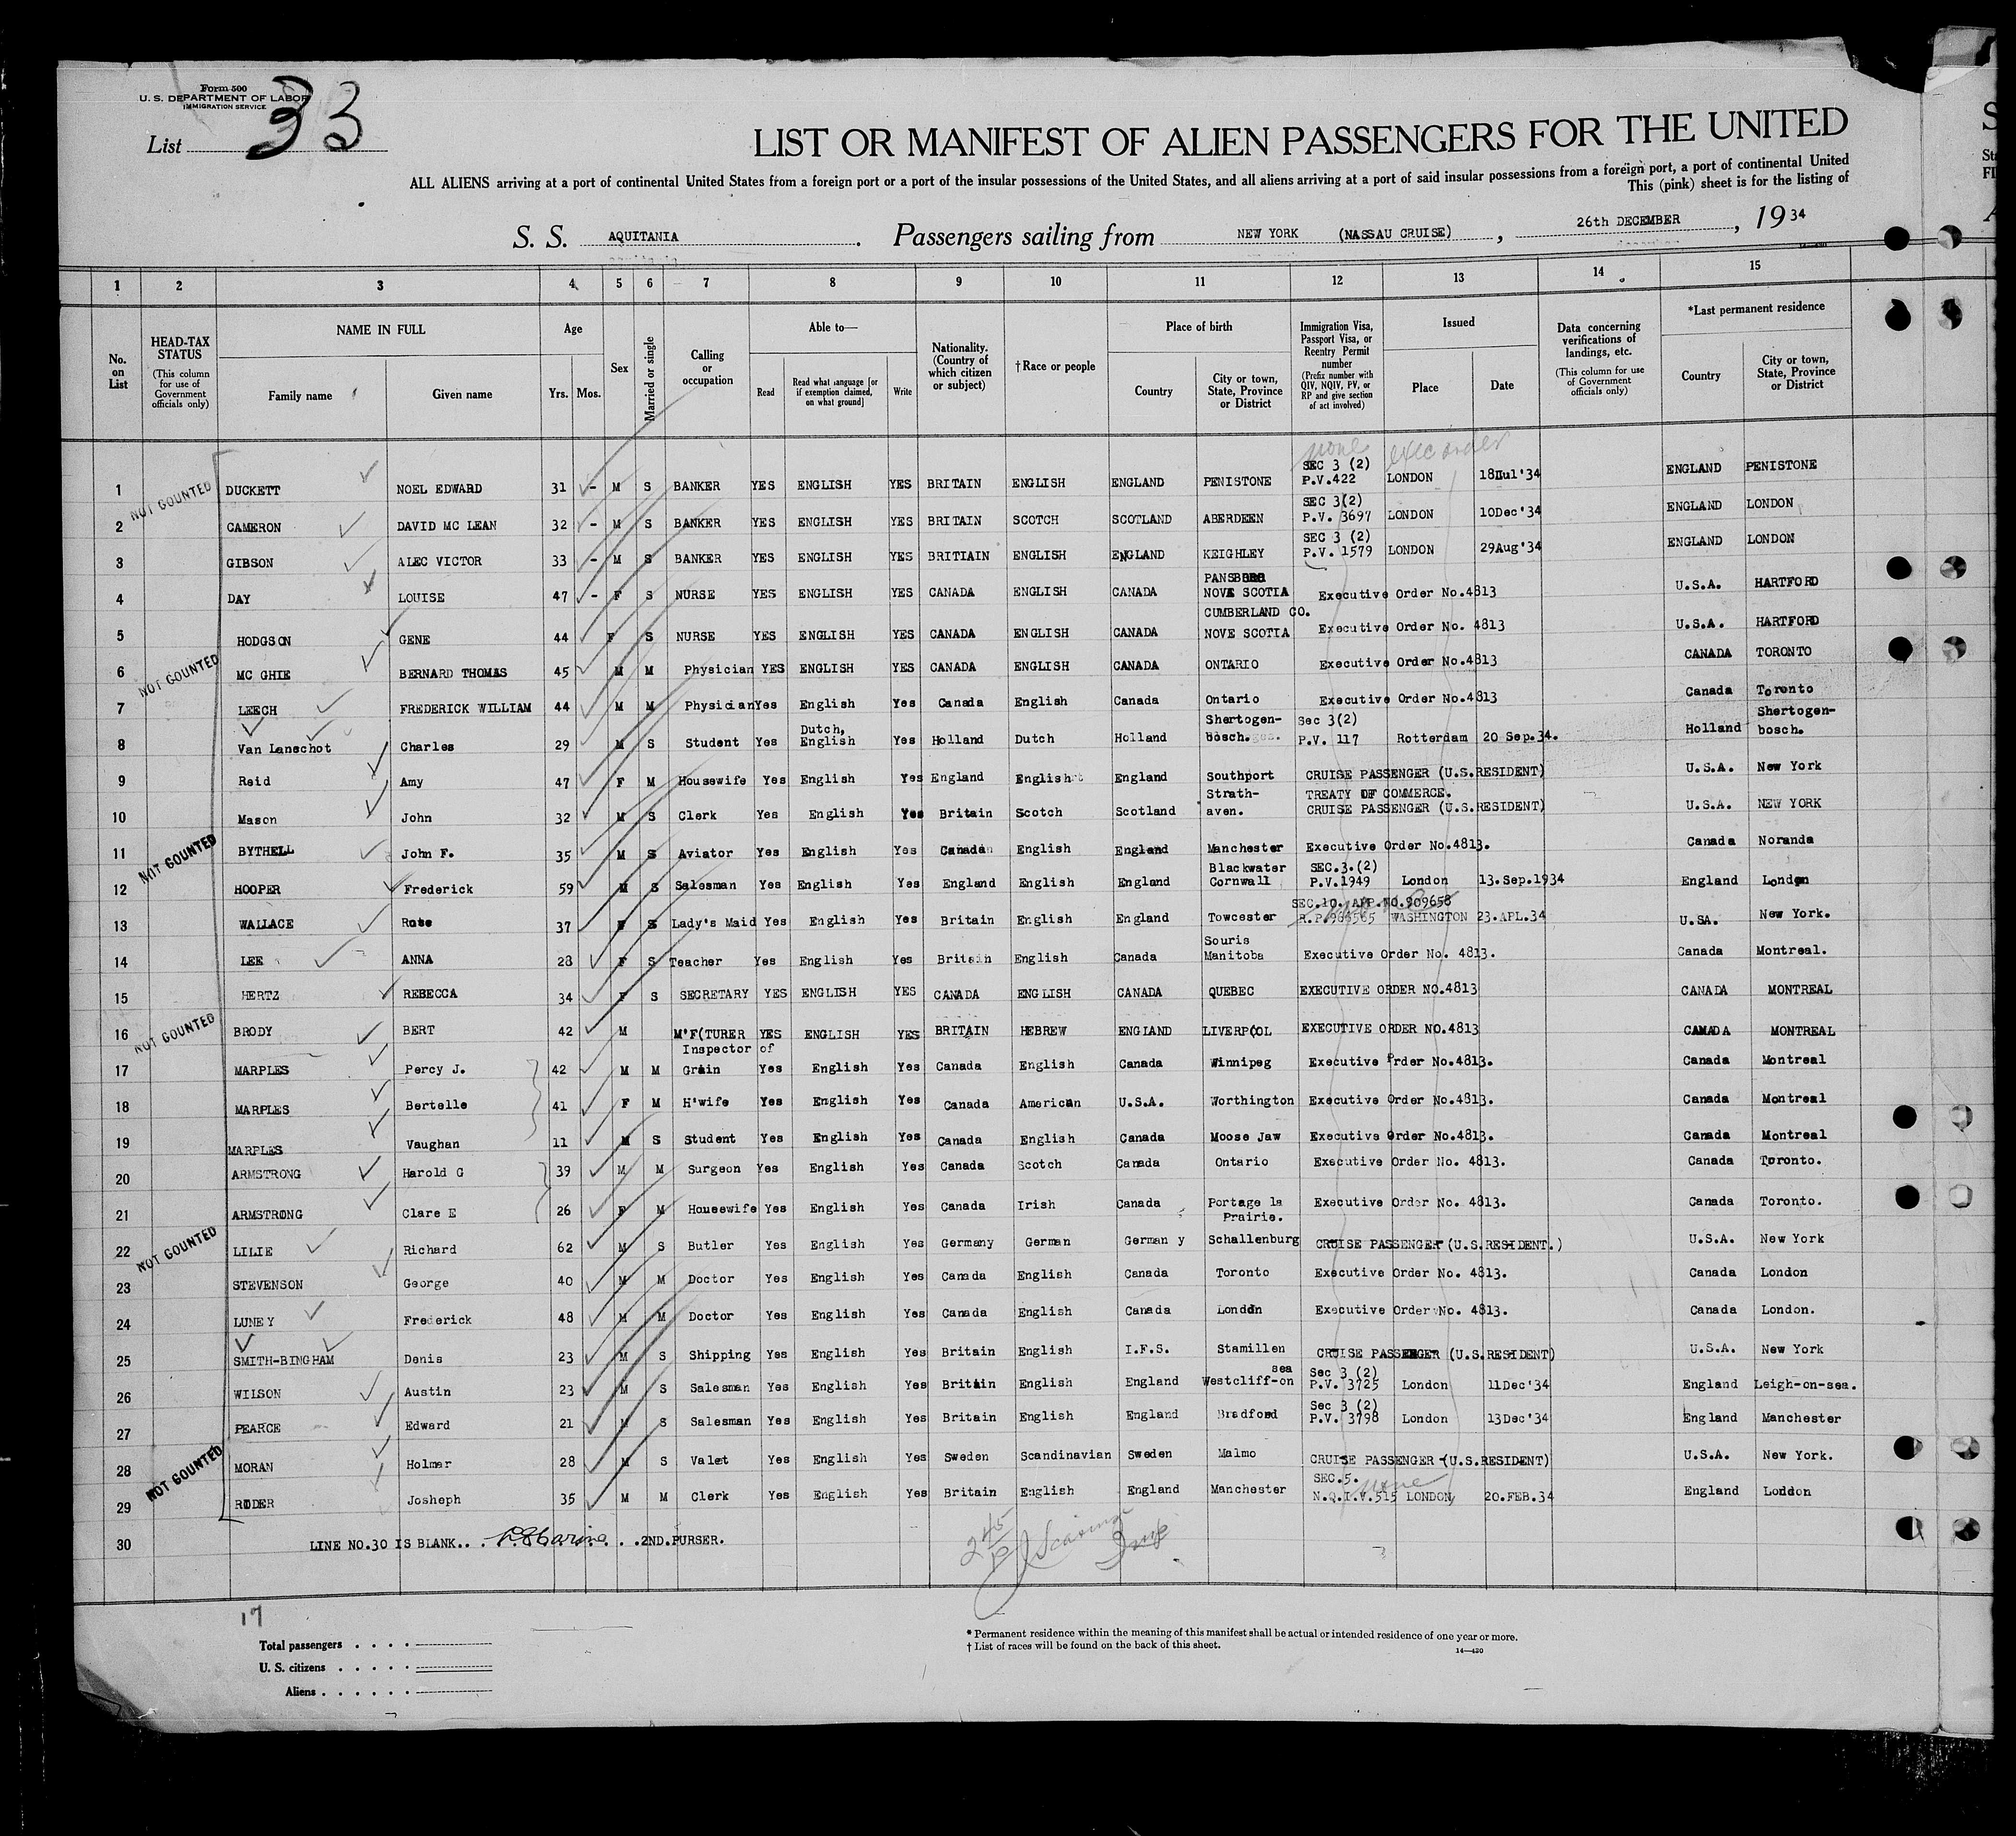 Form 500
U. S. DEPARTMENT OF LABOR
IMMIGRATION SERVICE
List 33
LIST OR MANIFEST OF ALIEN PASSENGERS FOR THE UNITED
ALL ALIENS arriving at a port of continental United States from a foreign port or a port of the insular possessions of the United States, and all aliens arriving at a port of said insular possessions from a foreign port, a port of continental United
This (pink) sheet is for the listing of
S. S. AQUITANIA. Passengers sailing from NEW YORK (NASSAU CRUISE), 26th DECEMBER, 19 34
1 2 3 4 5 6 7 8 9 10 11 12 13 14 15
No. on List
HEAD-TAX STATUS (This column for use of Government officials only)
NAME IN FULL Family name Given name
Age Yrs. Mos.
Sex
Married or single
Calling or occupation
Able to— Read Read what language [or if exemption claimed, on what ground] Write
Nationality. (Country of which citizen or subject)
† Race or people
Place of birth Country City or town, State, Province or District
Immigration Visa, Passport Visa, or Reentry Permit number (Prefix number with QIV, NQIV, PV, or RP and give section of act involved)
Issued Place Date
Data concerning verifications of landings, etc. (This column for use of Government officials only)
*Last permanent residence Country City or town, State, Province or District
none exec order
NOT COUNTED
1 DUCKETT NOEL EDWARD 31 - M S BANKER YES ENGLISH YES BRITAIN ENGLISH ENGLAND PENISTONE SEC 3 (2) P.V.422 LONDON 18Jul'34 ENGLAND PENISTONE
2 CAMERON DAVID MC LEAN 32 - M S BANKER YES ENGLISH YES BRITAIN SCOTCH SCOTLAND ABERDEEN SEC 3(2) P.V. 3697 LONDON 10Dec'34 ENGLAND LONDON
3 GIBSON ALEC VICTOR 33 - M S BANKER YES ENGLISH YES BRITIAIN ENGLISH ENGLAND KEIGHLEY SEC 3 (2) P.V. 1579 LONDON 29Aug'34 ENGLAND LONDON
4 DAY LOUISE 47 - F S NURSE YES ENGLISH YES CANADA ENGLISH CANADA NOVA SCOTIA Executive Order No.4813 U.S.A. HARTFORD
5 HODGSON GENE 44 F S NURSE YES ENGLISH YES CANADA ENGLISH CANADA CUMBERLAND CO. NOVE SCOTIA Executive Order No. 4813 U.S.A. HARTFORD
NOT COUNTED
6 MC GHIE BERNARD THOMAS 45 M M Physician YES ENGLISH YES CANADA ENGLISH CANADA ONTARIO Executive Order No.4813 CANADA TORONTO
7 LEECH FREDERICK WILLIAM 44 M M Physician Yes English Yes Canada English Canada Ontario Executive Order No.4813 Canada Toronto
8 Van Lanschot Charles 29 M S Student Yes Dutch, English Yes Holland Dutch Holland Shertogen- bosch. Sec 3(2) P.V. 117 Rotterdam 20 Sep.34. Holland Shertogen- bosch.
9 Reid Amy 47 F M Housewife Yes English Yes England English England Southport CRUISE PASSENGER (U.S.RESIDENT) U.S.A. New York
10 Mason John 32 M S Clerk Yes English Yes Britain Scotch Scotland Strath- aven. TREATY OF COMMERCE. CRUISE PASSENGER (U.S.RESIDENT) U.S.A. NEW YORK
NOT COUNTED
11 BYTHELL John F. 35 M S Aviator Yes English Yes Canada English England Manchester Executive Order No.4813. Canada Noranda
12 HOOPER Frederick 59 M S Salesman Yes English Yes England English England Blackwater Cornwall SEC.3.(2) P.V.1949 London 13.Sep.1934 England London
13 WALLACE Rose 37 F S Lady's Maid Yes English Yes Britain English England Towcester SEC.10. APP.NO.909658 WASHINGTON 23.APL.34 U.SA. New York.
14 LEE ANNA 28 F S Teacher Yes English Yes Britain English Canada Souris Manitoba Executive Order No. 4813. Canada Montreal.
15 HERTZ REBECCA 34 F S SECRETARY YES ENGLISH YES CANADA ENGLISH CANADA QUEBEC EXECUTIVE ORDER NO.4813 CANADA MONTREAL
NOT COUNTED
16 BRODY BERT 42 M M'F(TURER YES ENGLISH YES BRITAIN HEBREW ENGLAND LIVERPOOL EXECUTIVE ORDER NO.4813 CANADA MONTREAL
17 MARPLES Percy J. 42 M M Inspector of Grain Yes English Yes Canada English Canada Winnipeg Executive Order No.4813. Canada Montreal
18 MARPLES Bertelle 41 F M H'wife Yes English Yes Canada American U.S.A. Worthington Executive Order No.4813. Canada Montreal
19 MARPLES Vaughan 11 M S Student Yes English Yes Canada English Canada Moose Jaw Executive Order No.4813. Canada Montreal
20 ARMSTRONG Harold G 39 M M Surgeon Yes English Yes Canada Scotch Canada Ontario Executive Order No. 4813. Canada Toronto.
21 ARMSTRONG Clare E 26 F M Housewife Yes English Yes Canada Irish Canada Portage la Prairie. Executive Order No. 4813. Canada Toronto.
NOT COUNTED
22 LILIE Richard 62 M S Butler Yes English Yes Germany German German y Schallenburg CRUISE PASSENGER (U.S.RESIDENT.) U.S.A. New York
23 STEVENSON George 40 M M Doctor Yes English Yes Canada English Canada Toronto Executive Order No. 4813. Canada London
24 LUNEY Frederick 48 M M Doctor Yes English Yes Canada English Canada London Executive Order No. 4813. Canada London.
25 SMITH-BINGHAM Denis 23 M S Shipping Yes English Yes Britain English I.F.S. Stamillen CRUISE PASSENGER (U.S.RESIDENT) U.S.A. New York
26 WILSON Austin 23 M S Salesman Yes English Yes Britain English England Westcliff-on sea Sec 3 (2) P.V. 3725 London 11Dec'34 England Leigh-on-sea.
27 PEARCE Edward 21 M S Salesman Yes English Yes Britain English England Bradford Sec 3 (2) P.V. 3798 London 13Dec'34 England Manchester
NOT COUNTED
28 MORAN Holmar 28 M S Valet Yes English Yes Sweden Scandinavian Sweden Malmo CRUISE PASSENGER (U.S.RESIDENT) U.S.A. New York.
29 RODER Josheph 35 M M Clerk Yes English Yes Britain English England Manchester SEC.5. N.Q.I.V.515 LONDON 20.FEB.34 none England London
30 LINE NO.30 IS BLANK.. . . . .2ND.PURSER.
17
Total passengers . . . .
U. S. citizens . . . . .
Aliens . . . . . .
* Permanent residence within the meaning of this manifest shall be actual or intended residence of one year or more.
† List of races will be found on the back of this sheet.
14—430